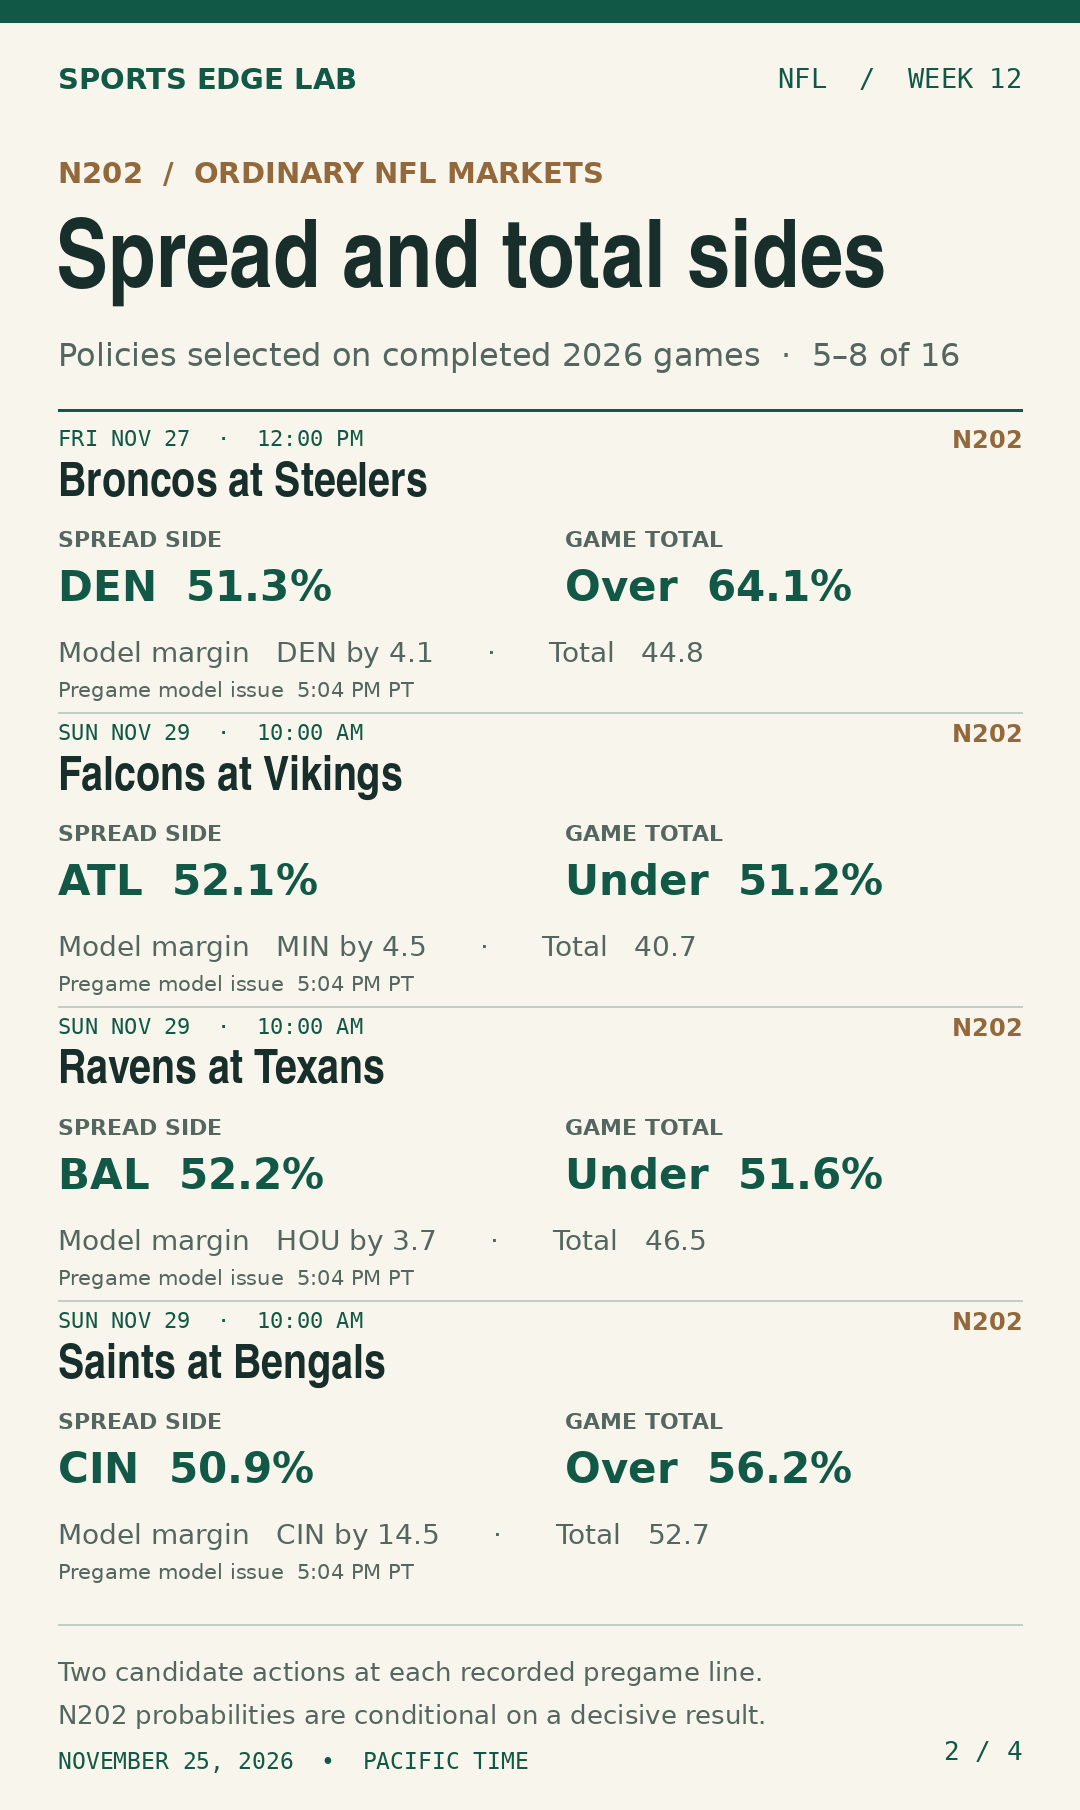 SPORTS EDGE LAB
NFL / WEEK 12
N202 / ORDINARY NFL MARKETS
Spread and total sides
Policies selected on completed 2026 games · 5–8 of 16
FRI NOV 27 · 12:00 PM
N202
Broncos at Steelers
SPREAD SIDE
GAME TOTAL
DEN 51.3%
Over 64.1%
Model margin DEN by 4.1 · Total 44.8
Pregame model issue 5:04 PM PT
SUN NOV 29 · 10:00 AM
N202
Falcons at Vikings
SPREAD SIDE
GAME TOTAL
ATL 52.1%
Under 51.2%
Model margin MIN by 4.5 · Total 40.7
Pregame model issue 5:04 PM PT
SUN NOV 29 · 10:00 AM
N202
Ravens at Texans
SPREAD SIDE
GAME TOTAL
BAL 52.2%
Under 51.6%
Model margin HOU by 3.7 · Total 46.5
Pregame model issue 5:04 PM PT
SUN NOV 29 · 10:00 AM
N202
Saints at Bengals
SPREAD SIDE
GAME TOTAL
CIN 50.9%
Over 56.2%
Model margin CIN by 14.5 · Total 52.7
Pregame model issue 5:04 PM PT
Two candidate actions at each recorded pregame line.
N202 probabilities are conditional on a decisive result.
NOVEMBER 25, 2026 • PACIFIC TIME
2 / 4